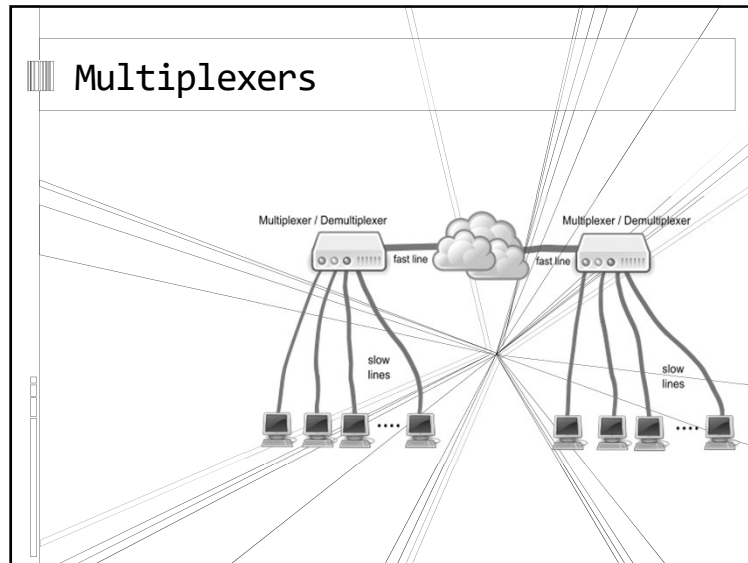 Multiplexers
Multiplexer / Demultiplexer
Multiplexer / Demultiplexer
fast line
fast line
slow
lines
slow
lines